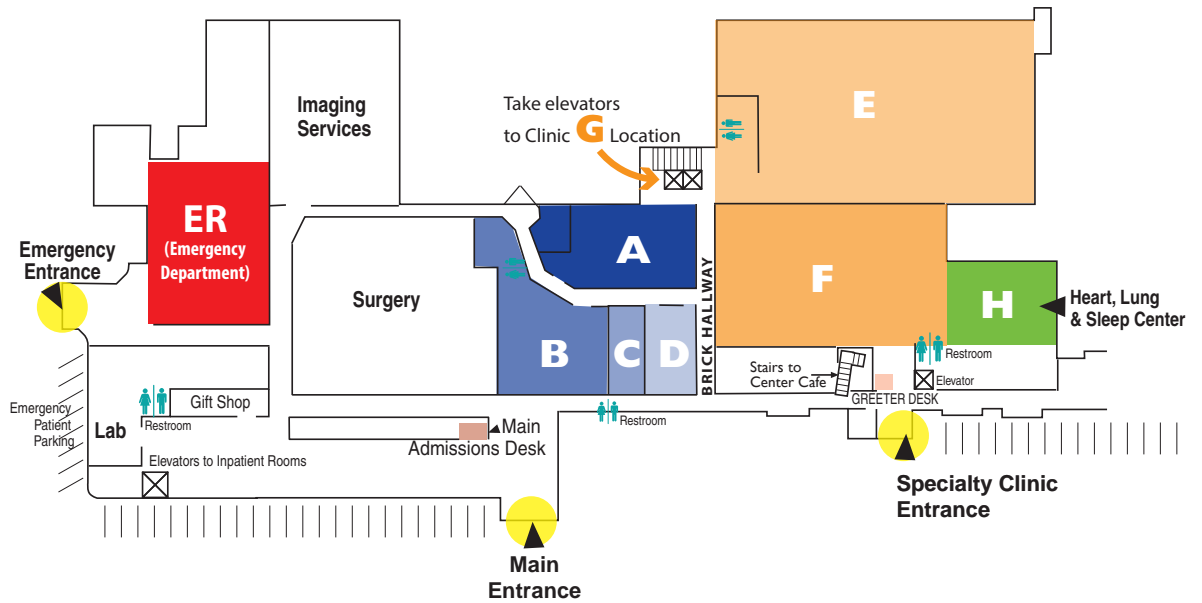 Imaging
Services
Take elevators
to Clinic G Location
E
ER
(Emergency
Department)
Emergency
Entrance
A
BRICK HALLWAY
F
H
Heart, Lung
& Sleep Center
Surgery
B
C
D
Stairs to
Center Cafe
Restroom
Elevator
GREETER DESK
Emergency
Patient
Parking
Lab
Gift Shop
Restroom
Main
Admissions Desk
Restroom
Elevators to Inpatient Rooms
Specialty Clinic
Entrance
Main
Entrance